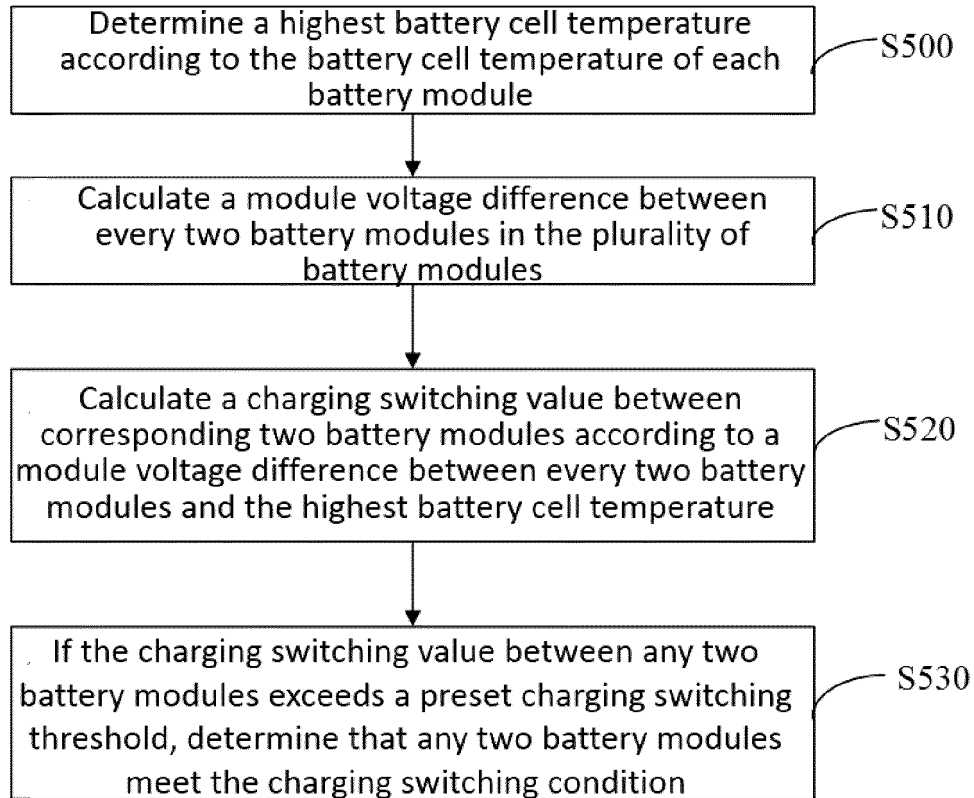 Determine a highest battery cell temperature
according to the battery cell temperature of each
battery module
S500
Calculate a module voltage difference between
every two battery modules in the plurality of
battery modules
S510
Calculate a charging switching value between
corresponding two battery modules according to a
module voltage difference between every two battery
modules and the highest battery cell temperature
S520
If the charging switching value between any two
battery modules exceeds a preset charging switching
threshold, determine that any two battery modules
meet the charging switching condition
S530